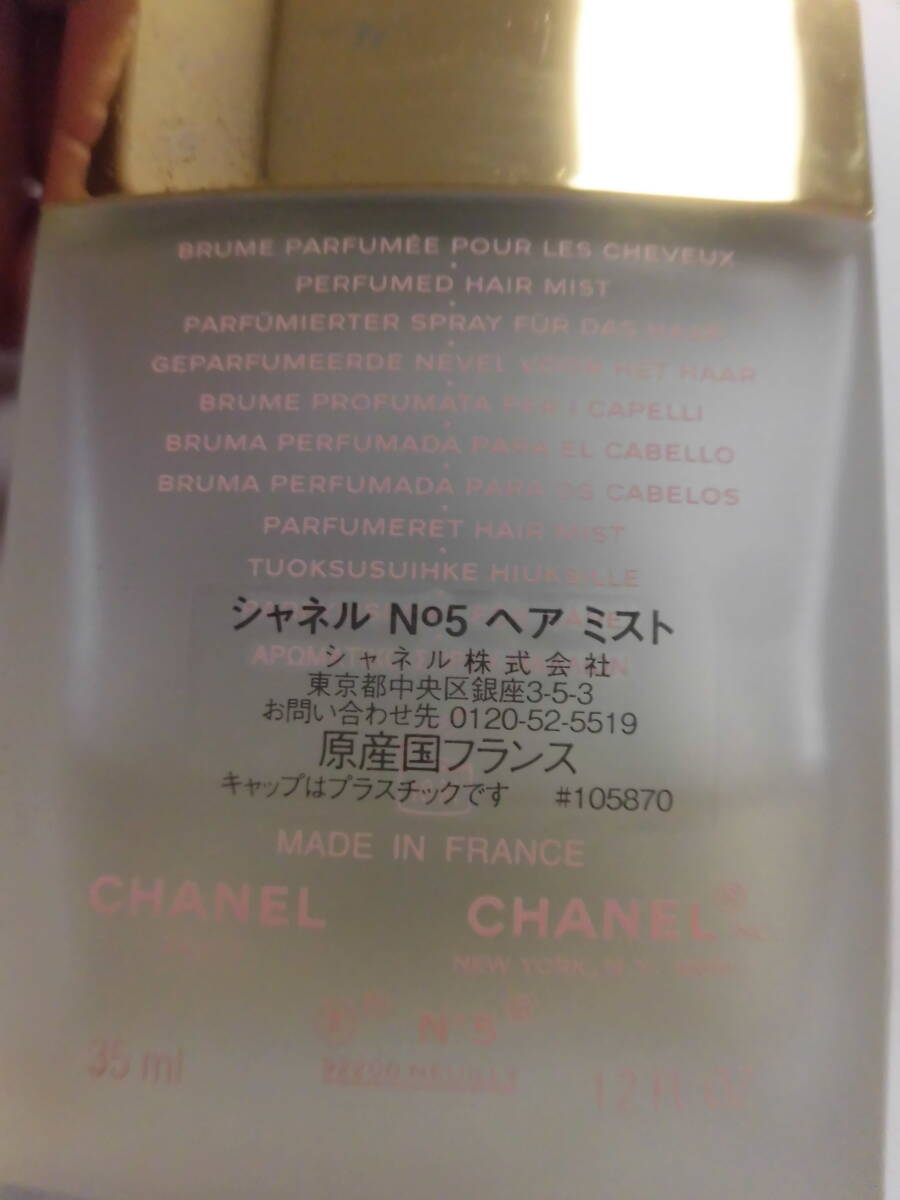 BRUME PARFUMÉE POUR LES CHEVEUX
PERFUMED HAIR MIST
PARFÜMIERTER SPRAY FÜR DAS HAAR
GEPARFUMEERDE NEVEL VOOR HET HAAR
BRUME PROFUMATA PER I CAPELLI
BRUMA PERFUMADA PARA EL CABELLO
BRUMA PERFUMADA PARA OS CABELOS
PARFUMERET HAIR MIST
TUOKSUSUIHKE HIUKSILLE
シャネル Nº5 ヘア ミスト
シャネル株式会社
東京都中央区銀座3-5-3
お問い合わせ先 0120-52-5519
原産国フランス
キャップはプラスチックです #105870
MADE IN FRANCE
CHANEL CHANEL®
NEW YORK, N.Y.
N°5®
92200 NEUILLY
35 ml 1.2 fl. oz